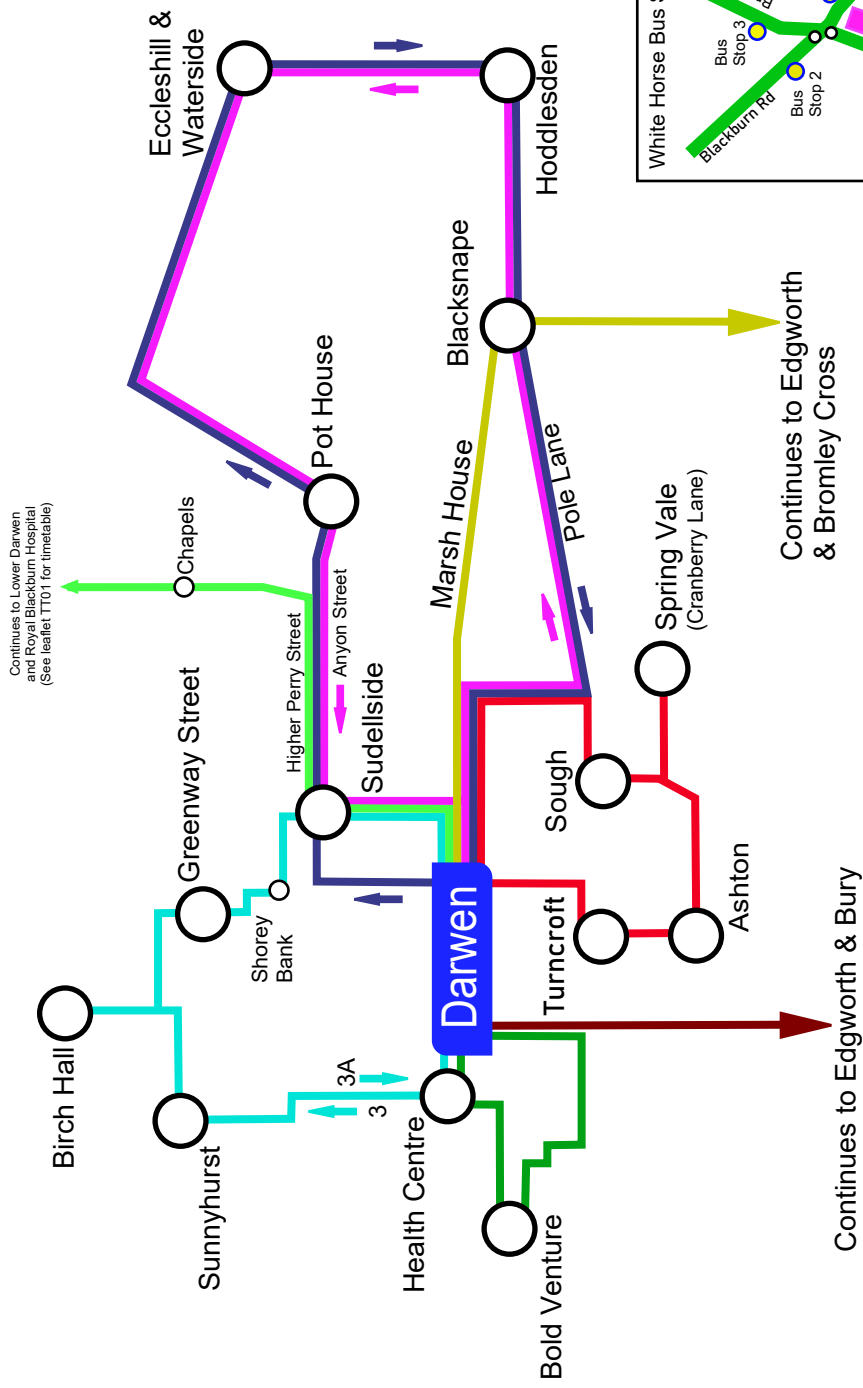 Continues to Lower Darwen
and Royal Blackburn Hospital
(See leaflet TT01 for timetable)
Chapels
Eccleshill &
Waterside
Pot House
Greenway Street
Higher Perry Street
Anyon Street
Sudellside
Birch Hall
Shorey
Bank
Sunnyhurst
3
3A
Health Centre
Darwen
Marsh House
Blacksnape
Hoddlesden
Pole Lane
Bold Venture
Turncroft
Sough
Spring Vale
(Cranberry Lane)
Ashton
Continues to Edgworth
& Bromley Cross
Continues to Edgworth & Bury
White Horse Bus
Bus
Stop 3
Bus
Stop 2
Blackburn Rd